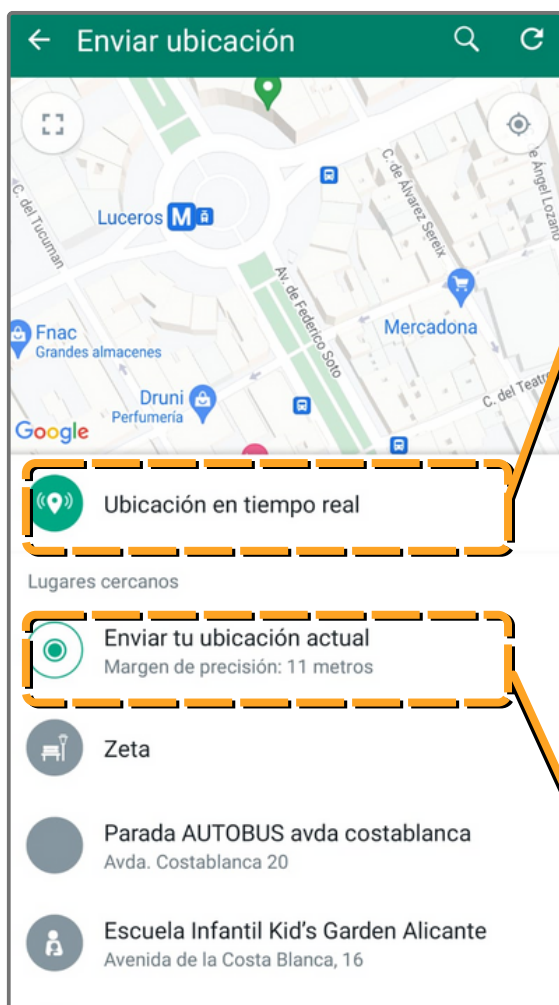 Enviar ubicación
C. del Tucuman
Luceros M
C. de Álvarez Sereix
de Ángel Lozano
Av. de Federico Soto
Mercadona
Fnac
Grandes almacenes
Druni
Perfumería
C. del Teatro
Google
Ubicación en tiempo real
Lugares cercanos
Enviar tu ubicación actual
Margen de precisión: 11 metros
Zeta
Parada AUTOBUS avda costablanca
Avda. Costablanca 20
Escuela Infantil Kid's Garden Alicante
Avenida de la Costa Blanca, 16